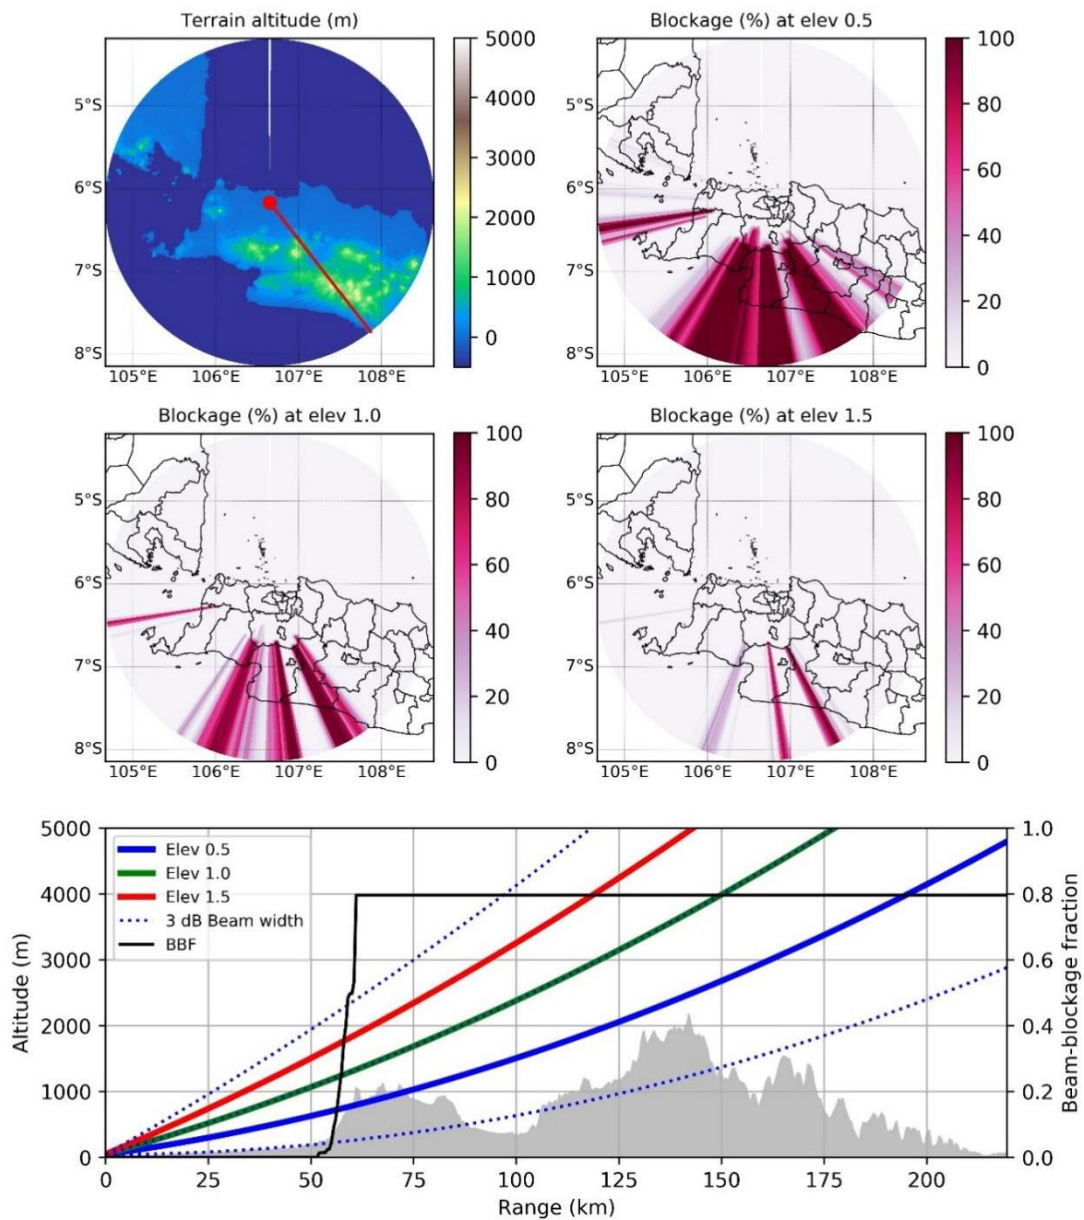 Terrain altitude (m)
5°S
6°S
7°S
8°S
105°E 106°E 107°E 108°E
5000
4000
3000
2000
1000
0
Blockage (%) at elev 0.5
5°S
6°S
7°S
8°S
105°E 106°E 107°E 108°E
100
80
60
40
20
0
Blockage (%) at elev 1.0
5°S
6°S
7°S
8°S
105°E 106°E 107°E 108°E
100
80
60
40
20
0
Blockage (%) at elev 1.5
5°S
6°S
7°S
8°S
105°E 106°E 107°E 108°E
100
80
60
40
20
0
Altitude (m)
5000
4000
3000
2000
1000
0
Elev 0.5
Elev 1.0
Elev 1.5
3 dB Beam width
BBF
1.0
0.8
0.6
0.4
0.2
0.0
Beam-blockage fraction
0 25 50 75 100 125 150 175 200
Range (km)